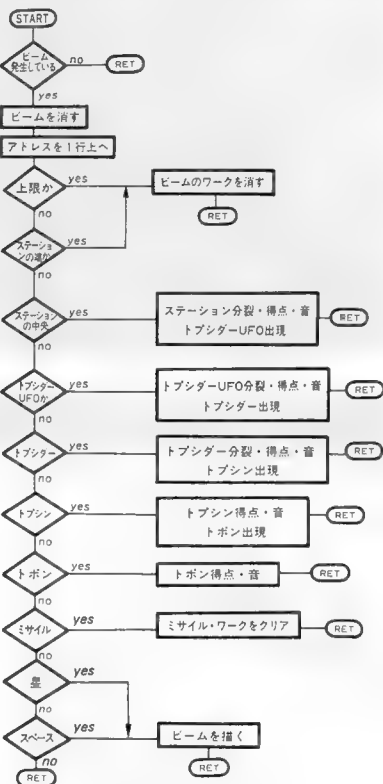 START
ビーム
発生している
no
RET
yes
ビームを消す
アドレスを1行上へ
上限か
yes
ビームのワークを消す
RET
no
ステーショ
ンの壊か
yes
no
ステーション
の中央
yes
ステーション分裂・得点・音
トプシダーUFO出現
RET
no
トプシダー
UFOか
yes
トプシダーUFO分裂・得点・音
トプシダー出現
RET
no
トプシダー
yes
トプシダー分裂・得点・音
トプシン出現
RET
no
トプシン
yes
トプシン得点・音
トポン出現
RET
no
トポン
yes
トポン得点・音
RET
no
ミサイル
yes
ミサイル・ワークをクリア
RET
no
星
yes
no
スペース
yes
ビームを描く
RET
no
RET